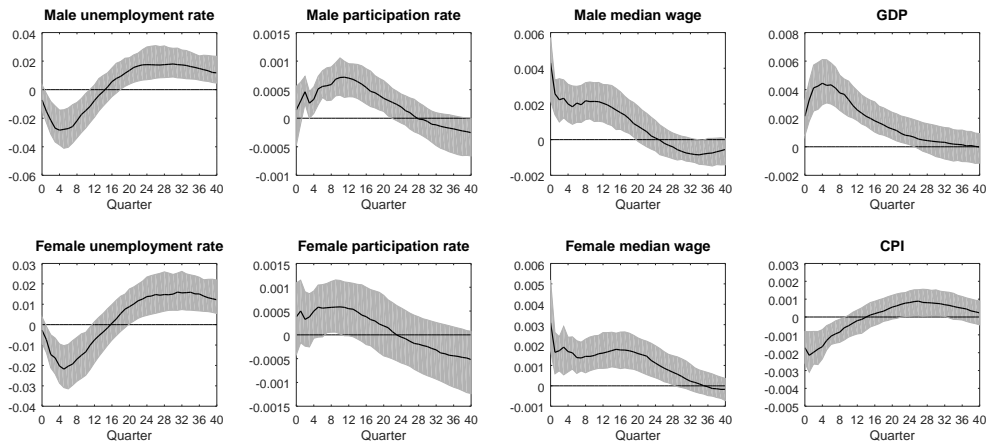 Male unemployment rate
0.04
0.02
0
-0.02
-0.04
-0.06
0 4 8 12 16 20 24 28 32 36 40
Quarter
Male participation rate
0.0015
0.001
0.0005
0
-0.0005
-0.001
0 4 8 12 16 20 24 28 32 36 40
Quarter
Male median wage
0.006
0.004
0.002
0
-0.002
0 4 8 12 16 20 24 28 32 36 40
Quarter
GDP
0.008
0.006
0.004
0.002
0
-0.002
0 4 8 12 16 20 24 28 32 36 40
Quarter
Female unemployment rate
0.03
0.02
0.01
0
-0.01
-0.02
-0.03
-0.04
0 4 8 12 16 20 24 28 32 36 40
Quarter
Female participation rate
0.0015
0.001
0.0005
0
-0.0005
-0.001
-0.0015
0 4 8 12 16 20 24 28 32 36 40
Quarter
Female median wage
0.006
0.005
0.004
0.003
0.002
0.001
0
-0.001
0 4 8 12 16 20 24 28 32 36 40
Quarter
CPI
0.003
0.002
0.001
0
-0.001
-0.002
-0.003
-0.004
-0.005
0 4 8 12 16 20 24 28 32 36 40
Quarter